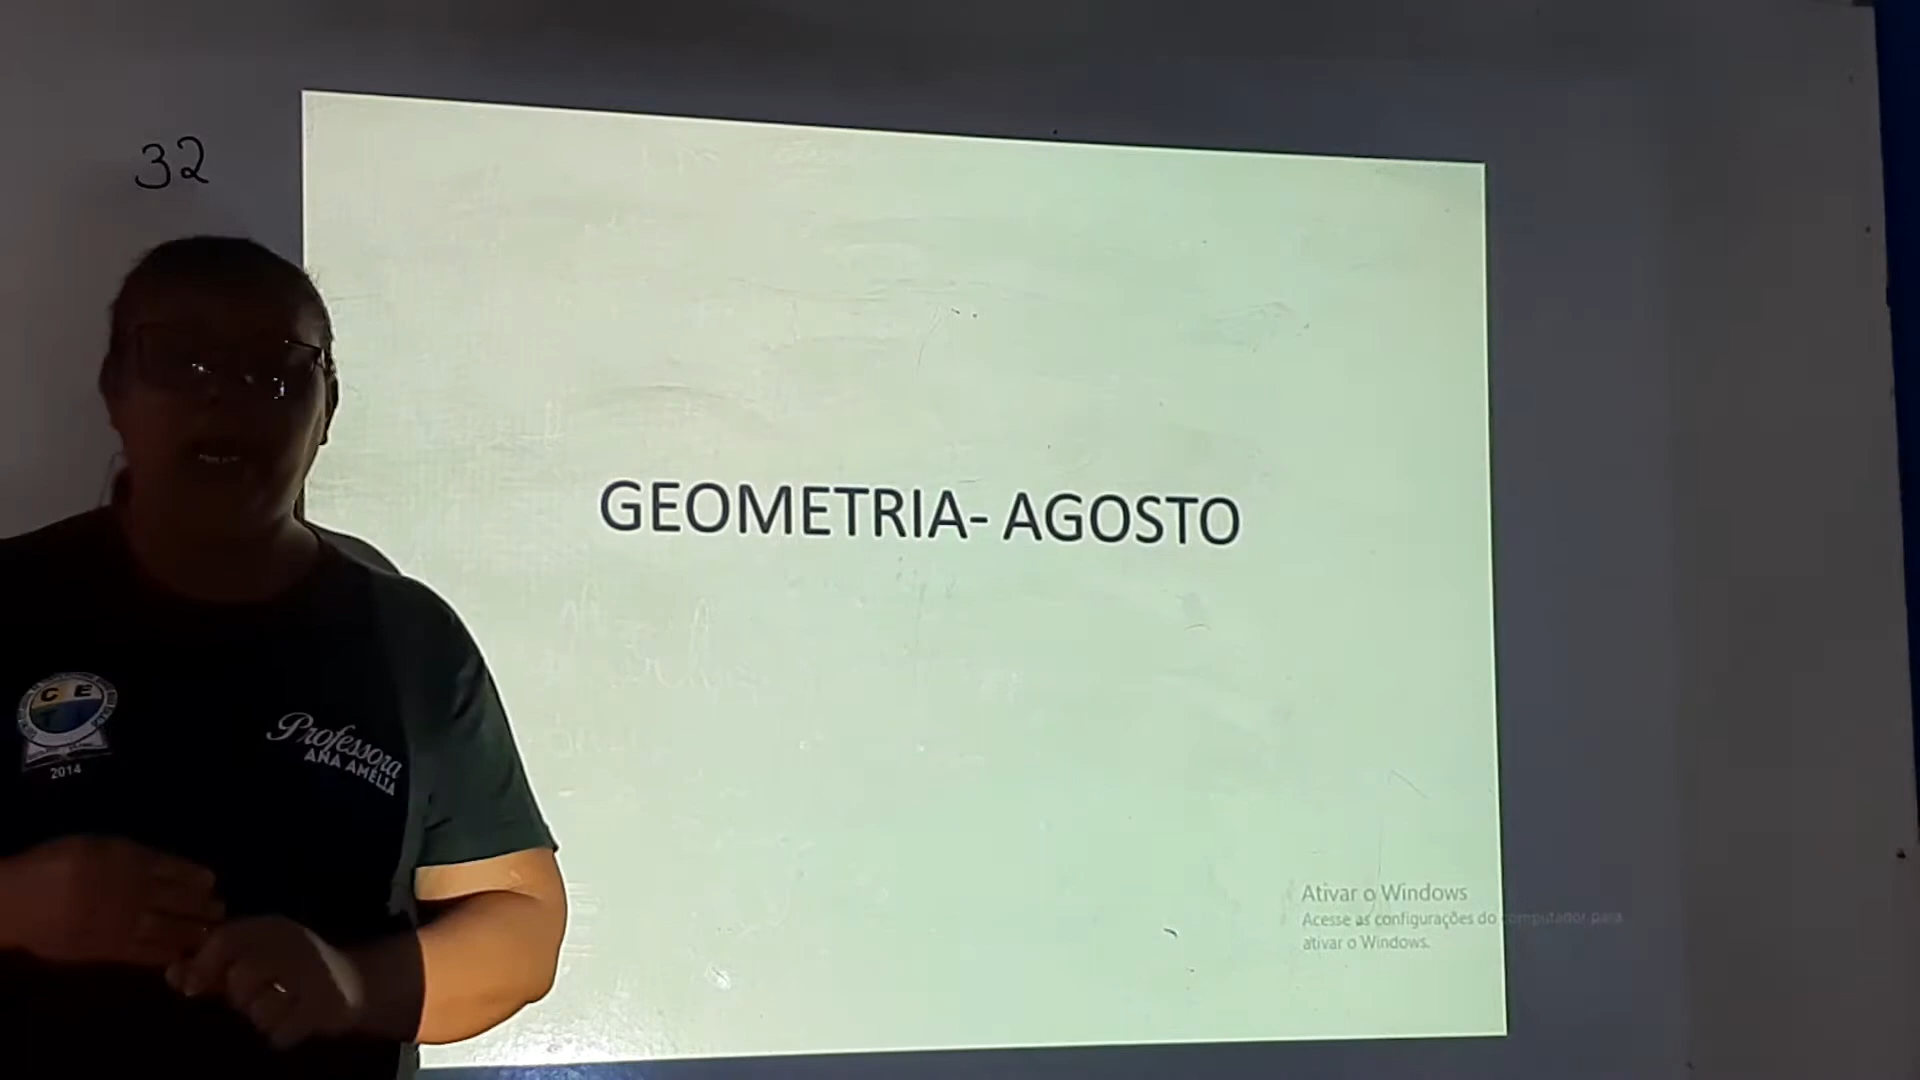 32
GEOMETRIA- AGOSTO
C E
2014
Professora
ANA AMÉLIA
Ativar o Windows
Acesse as configurações do computador para
ativar o Windows.